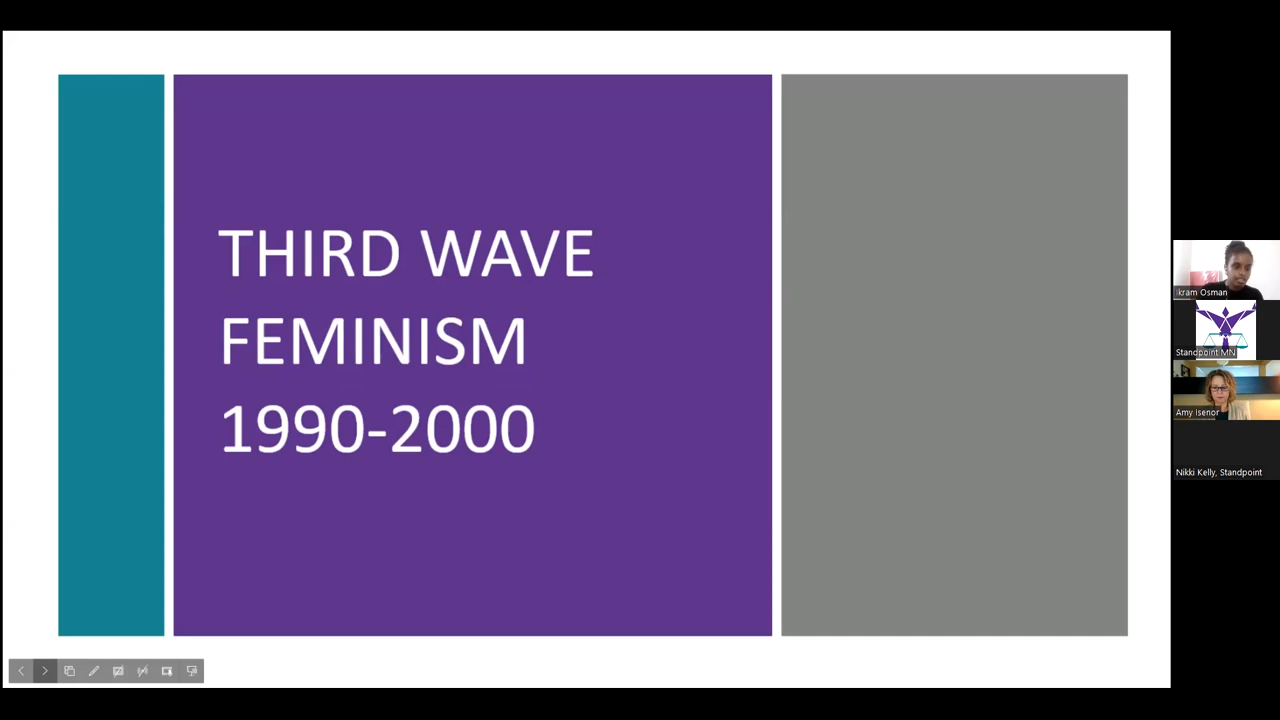 THIRD WAVE
FEMINISM
1990-2000
Ikram Osman
Standpoint MN
Amy Isenor
Nikki Kelly, Standpoint